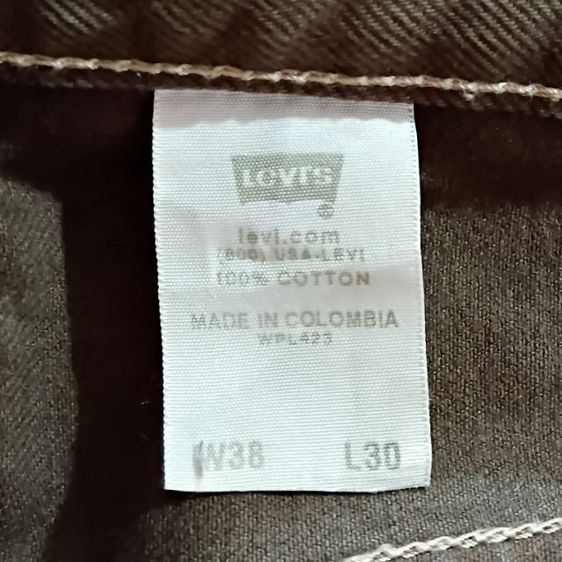 LEVI'S
®
levi.com
(800) USA-LEVI
100% COTTON
MADE IN COLOMBIA
WPL423
W38 L30